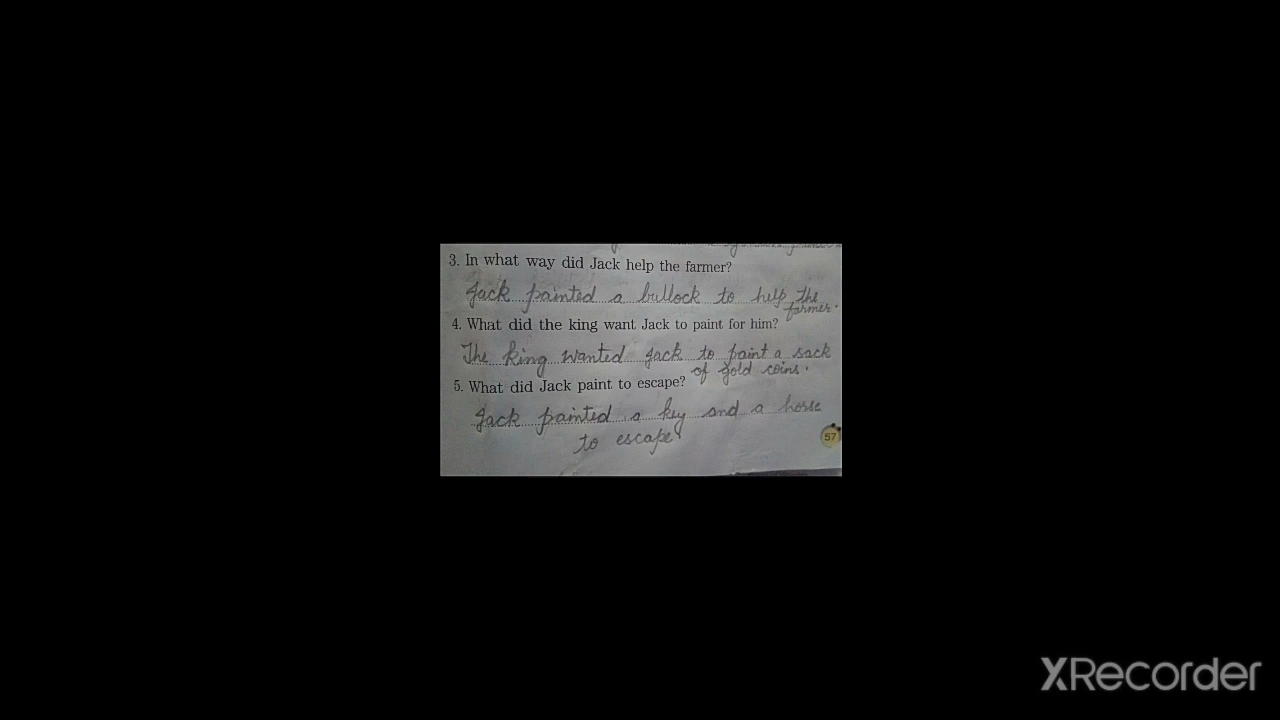 3. In what way did Jack help the farmer?
Jack painted a bullock to help the
farmer.
4. What did the king want Jack to paint for him?
The king wanted Jack to paint a sack
of gold coins.
5. What did Jack paint to escape?
Jack painted a key and a horse
to escape
57
XRecorder